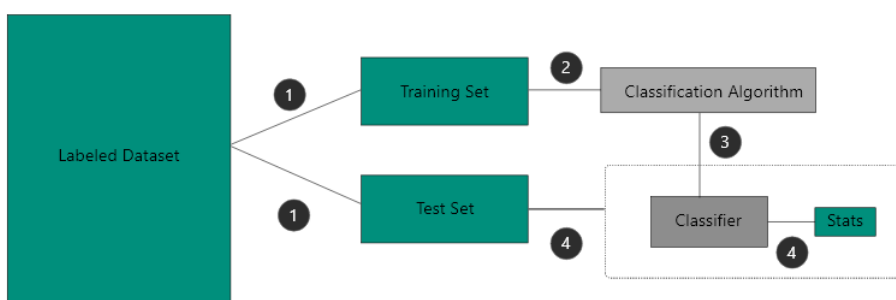 Labeled Dataset
1
1
Training Set
Test Set
2
4
Classification Algorithm
3
Classifier
4
Stats